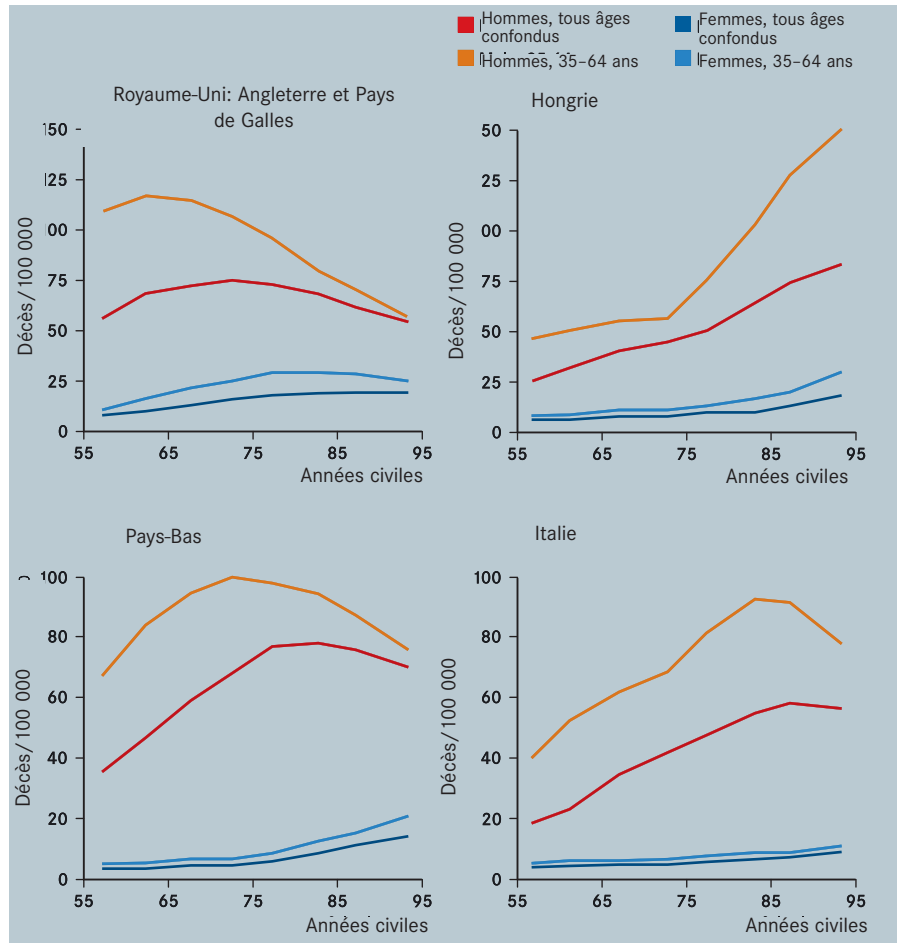 Hommes, tous âges
confondus
Hommes, 35–64 ans
Femmes, tous âges
confondus
Femmes, 35–64 ans
Royaume-Uni: Angleterre et Pays
de Galles
Décès/100 000
150
125
00
75
50
25
0
55 65 75 85 95
Années civiles
Hongrie
Décès/100 000
50
25
00
75
50
25
0
55 65 75 85 95
Années civiles
Pays-Bas
Décès/100 000
100
80
60
40
20
0
55 65 75 85 95
Années civiles
Italie
Décès/100 000
100
80
60
40
20
0
55 65 75 85 95
Années civiles